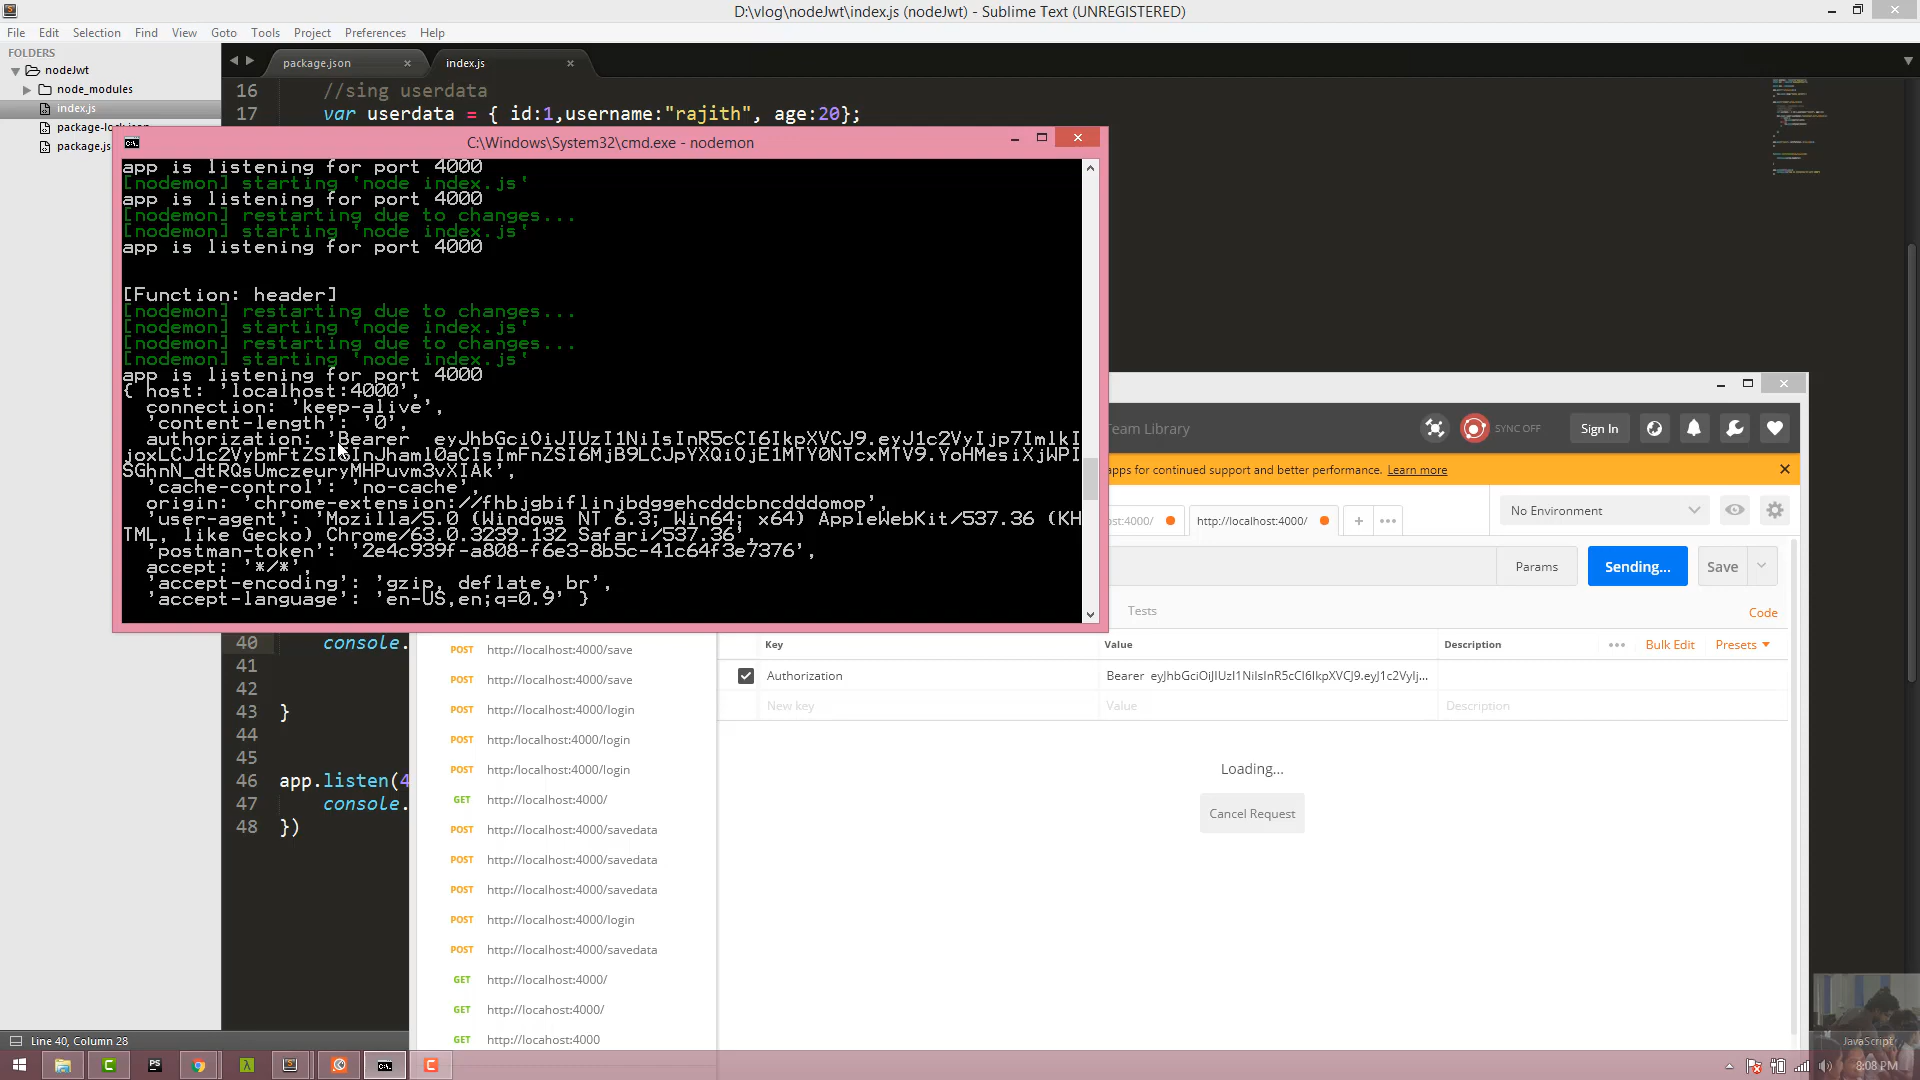 D:\vlog\nodeJwt\index.js (nodeJwt) - Sublime Text (UNREGISTERED)
File Edit Selection Find View Goto Tools Project Preferences Help
FOLDERS
nodeJwt
node_modules
index.js
package-lock.json
package.js
package.json
index.js
16 //sing userdata
17 var userdata = { id:1,username:"rajith", age:20};
C:\Windows\System32\cmd.exe - nodemon
app is listening for port 4000
[nodemon] starting 'node index.js'
app is listening for port 4000
[nodemon] restarting due to changes...
[nodemon] starting 'node index.js'
app is listening for port 4000
[Function: header]
[nodemon] restarting due to changes...
[nodemon] starting 'node index.js'
[nodemon] restarting due to changes...
[nodemon] starting 'node index.js'
app is listening for port 4000
{ host: 'localhost:4000',
connection: 'keep-alive',
'content-length': '0',
authorization: 'Bearer
'cache-control': 'no-cache',
origin: 'chrome-extension://fhbjgbiflinjbdggehcddcbncdddomop',
'user-agent': 'Mozilla/5.0 (Windows NT 6.3; Win64; x64) AppleWebKit/537.36 (KH
TML, like Gecko) Chrome/63.0.3239.132 Safari/537.36',
'postman-token': '2e4c939f-a808-f6e3-8b5c-41c64f3e7376',
accept: '*/*',
'accept-encoding': 'gzip, deflate, br',
'accept-language': 'en-US,en;q=0.9' }
40 console.
41
42
43 }
44
45
46 app.listen(4
47 console.
48 })
Team Library
SYNC OFF
Sign In
apps for continued support and better performance. Learn more
ost:4000/
http://localhost:4000/
No Environment
Params
Sending...
Save
Tests
Code
Key Value Description Bulk Edit Presets
Authorization Bearer
New key Value Description
Loading...
Cancel Request
POST http://localhost:4000/save
POST http://localhost:4000/save
POST http://localhost:4000/login
POST http:/localhost:4000/login
POST http:/localhost:4000/login
GET http://localhost:4000/
POST http://localhost:4000/savedata
POST http://localhost:4000/savedata
POST http://localhost:4000/savedata
POST http://localhost:4000/login
POST http://localhost:4000/savedata
GET http://localhost:4000/
GET http://locahost:4000/
GET http://locahost:4000
Line 40, Column 28
JavaScript
8:08 PM